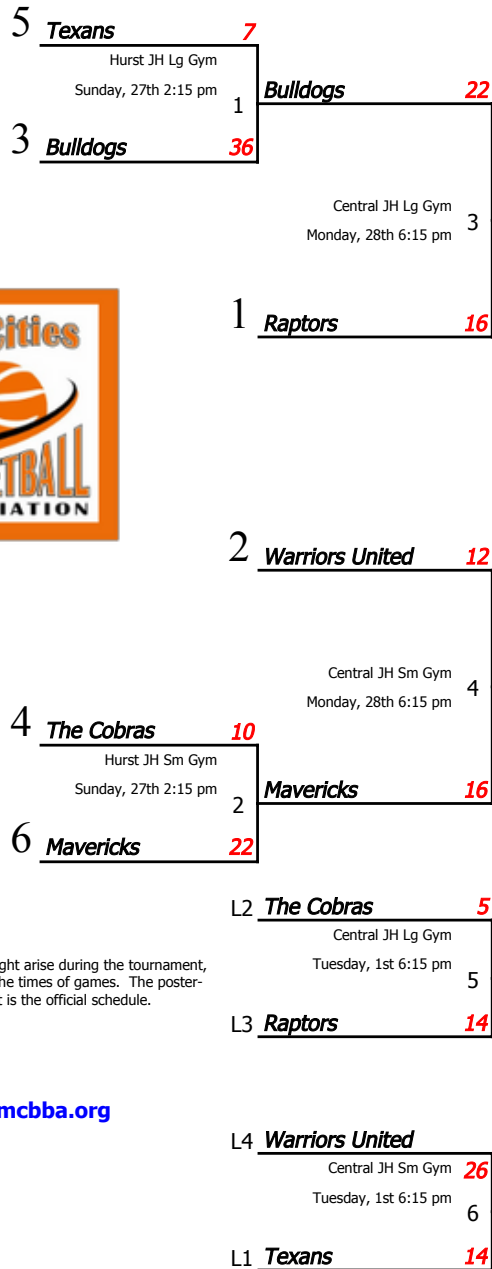 5 Texans 7
Hurst JH Lg Gym
Sunday, 27th 2:15 pm
1
Bulldogs 22
3 Bulldogs 36
Central JH Lg Gym
Monday, 28th 6:15 pm
3
1 Raptors 16
2 Warriors United 12
Central JH Sm Gym
Monday, 28th 6:15 pm
4
4 The Cobras 10
Hurst JH Sm Gym
Sunday, 27th 2:15 pm
2
Mavericks 16
6 Mavericks 22
L2 The Cobras 5
Central JH Lg Gym
Tuesday, 1st 6:15 pm
5
L3 Raptors 14
ght arise during the tournament,
he times of games. The poster-
t is the official schedule.
mcbba.org
L4 Warriors United
Central JH Sm Gym 26
Tuesday, 1st 6:15 pm
6
L1 Texans 14